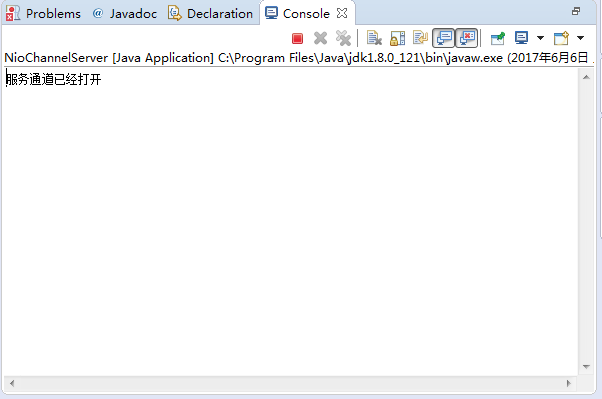 Problems @ Javadoc Declaration Console
NioChannelServer [Java Application] C:\Program Files\Java\jdk1.8.0_121\bin\javaw.exe (2017年6月6日
服务通道已经打开